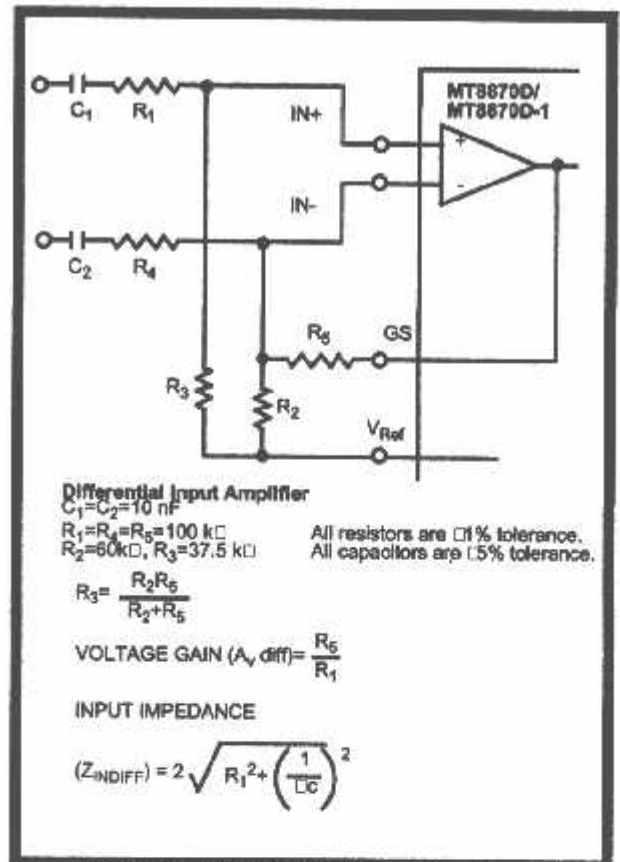 MT8870D/
MT8870D-1
C₁ R₁ IN+
+
IN- -
C₂ R₄
R₅ GS
R₃ R₂
V_Ref
Differential Input Amplifier
C₁=C₂=10 nF
R₁=R₄=R₅=100 k□ All resistors are □1% tolerance.
R₂=60k□, R₃=37.5 k□ All capacitors are □5% tolerance.
R₃= R₂R₅ / R₂+R₅
VOLTAGE GAIN (Aᵥ diff)= R₅ / R₁
INPUT IMPEDANCE
(Z_INDIFF) = 2 √ R₁²+ ( 1 / □c )²